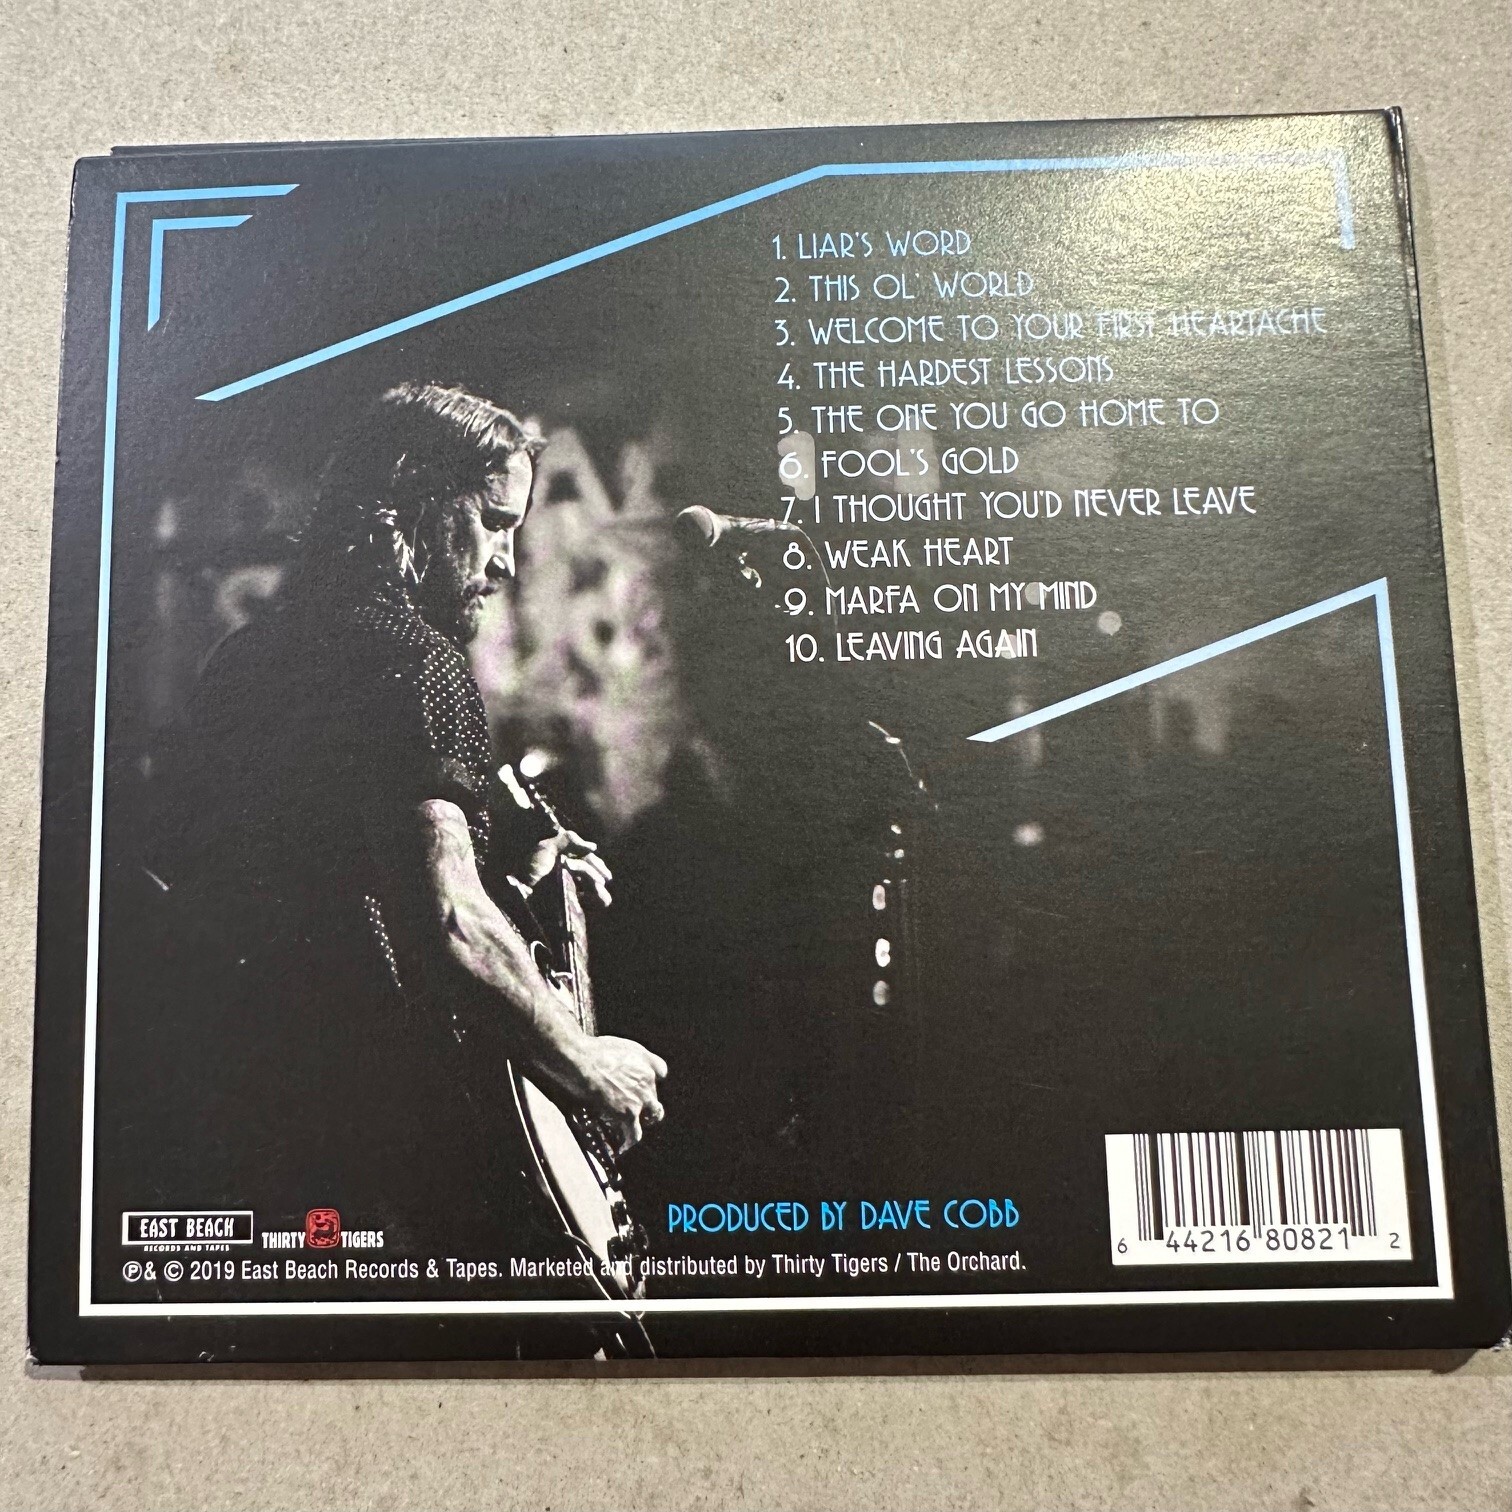 1. LIAR'S WORD
2. THIS OL' WORLD
3. WELCOME TO YOUR FIRST HEARTACHE
4. THE HARDEST LESSONS
5. THE ONE YOU GO HOME TO
6. FOOL'S GOLD
7. I THOUGHT YOU'D NEVER LEAVE
8. WEAK HEART
9. MARFA ON MY MIND
10. LEAVING AGAIN
PRODUCED BY DAVE COBB
EAST BEACH
RECORDS AND TAPES
THIRTY TIGERS
℗& © 2019 East Beach Records & Tapes. Marketed and distributed by Thirty Tigers / The Orchard.
6 44216 80821 2